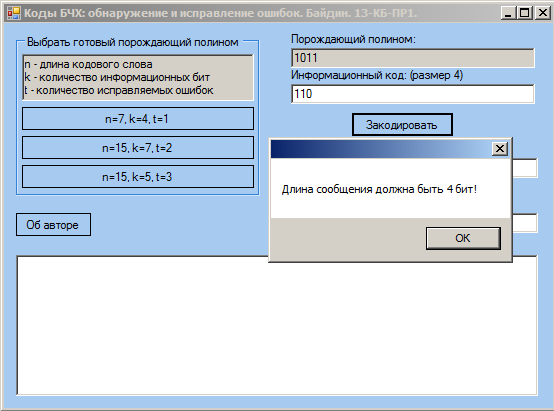 Коды БЧХ: обнаружение и исправление ошибок. Байдин. 13-КБ-ПР1.
Выбрать готовый порождающий полином
n - длина кодового слова
k - количество информационных бит
t - количество исправляемых ошибок
n=7, k=4, t=1
n=15, k=7, t=2
n=15, k=5, t=3
Об авторе
Порождающий полином:
1011
Информационный код: (размер 4)
110
Закодировать
Длина сообщения должна быть 4 бит!
OK